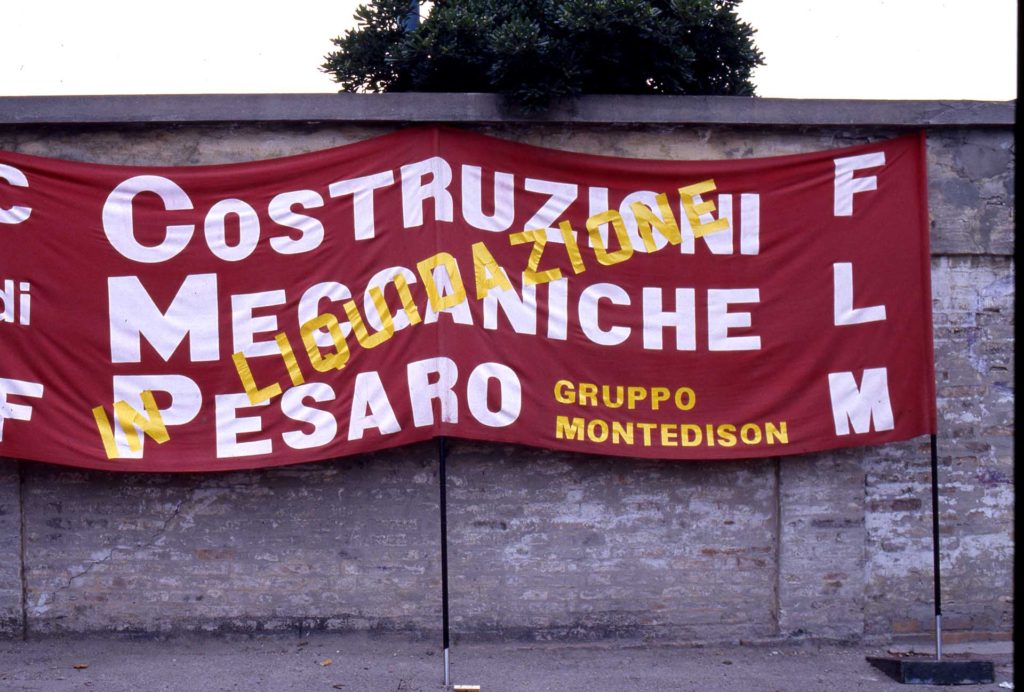 C
di
F
COSTRUZIONI
MECCANICHE
PESARO
IN LIQUIDAZIONE
GRUPPO
MONTEDISON
F
L
M